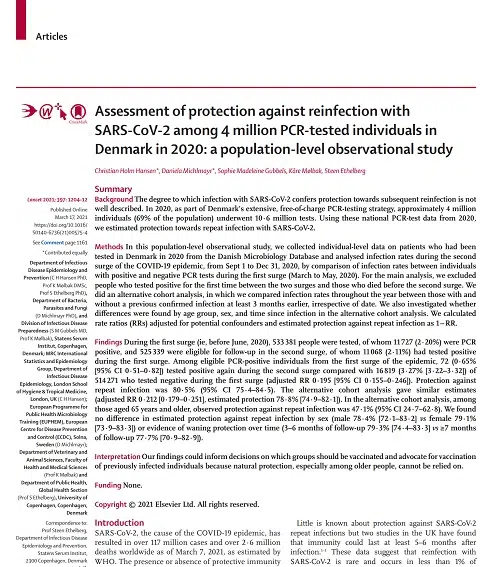 Articles
Assessment of protection against reinfection with
SARS-CoV-2 among 4 million PCR-tested individuals in
Denmark in 2020: a population-level observational study
Christian Holm Hansen*, Daniela Michlmayr*, Sophie Madeleine Gubbels, Kåre Mølbak, Steen Ethelberg
Summary
Background The degree to which infection with SARS-CoV-2 confers protection towards subsequent reinfection is not
well described. In 2020, as part of Denmark's extensive, free-of-charge PCR-testing strategy, approximately 4 million
individuals (69% of the population) underwent 10·6 million tests. Using these national PCR-test data from 2020,
we estimated protection towards repeat infection with SARS-CoV-2.
Methods In this population-level observational study, we collected individual-level data on patients who had been
tested in Denmark in 2020 from the Danish Microbiology Database and analysed infection rates during the second
surge of the COVID-19 epidemic, from Sept 1 to Dec 31, 2020, by comparison of infection rates between individuals
with positive and negative PCR tests during the first surge (March to May, 2020). For the main analysis, we excluded
people who tested positive for the first time between the two surges and those who died before the second surge. We
did an alternative cohort analysis, in which we compared infection rates throughout the year between those with and
without a previous confirmed infection at least 3 months earlier, irrespective of date. We also investigated whether
differences were found by age group, sex, and time since infection in the alternative cohort analysis. We calculated
rate ratios (RRs) adjusted for potential confounders and estimated protection against repeat infection as 1–RR.
Findings During the first surge (ie, before June, 2020), 533 381 people were tested, of whom 11 727 (2·20%) were PCR
positive, and 525 339 were eligible for follow-up in the second surge, of whom 11 068 (2·11%) had tested positive
during the first surge. Among eligible PCR-positive individuals from the first surge of the epidemic, 72 (0·65%
[95% CI 0·51–0·82]) tested positive again during the second surge compared with 16 819 (3·27% [3·22–3·32]) of
514 271 who tested negative during the first surge (adjusted RR 0·195 [95% CI 0·155–0·246]). Protection against
repeat infection was 80·5% (95% CI 75·4–84·5). The alternative cohort analysis gave similar estimates
(adjusted RR 0·212 [0·179–0·251], estimated protection 78·8% [74·9–82·1]). In the alternative cohort analysis, among
those aged 65 years and older, observed protection against repeat infection was 47·1% (95% CI 24·7–62·8). We found
no difference in estimated protection against repeat infection by sex (male 78·4% [72·1–83·2] vs female 79·1%
[73·9–83·3]) or evidence of waning protection over time (3–6 months of follow-up 79·3% [74·4–83·3] vs ≥7 months
of follow-up 77·7% [70·9–82·9]).
Interpretation Our findings could inform decisions on which groups should be vaccinated and advocate for vaccination
of previously infected individuals because natural protection, especially among older people, cannot be relied on.
Funding None.
Copyright © 2021 Elsevier Ltd. All rights reserved.
Introduction
SARS-CoV-2, the cause of the COVID-19 epidemic, has
resulted in over 117 million cases and over 2·6 million
deaths worldwide as of March 7, 2021, as estimated by
WHO. The presence or absence of protective immunity
Little is known about protection against SARS-CoV-2
repeat infections but two studies in the UK have found
that immunity could last at least 5–6 months after
infection. These data suggest that reinfection with
SARS-CoV-2 is rare and occurs in less than 1% of
Lancet 2021; 397: 1204–12
Published Online
March 17, 2021
https://doi.org/10.1016/
S0140-6736(21)00575-4
See Comment page 1161
*Contributed equally
Department of Infectious
Disease Epidemiology and
Prevention (C H Hansen PhD,
Prof K Mølbak DMSc,
Prof S Ethelberg PhD),
Department of Bacteria,
Parasites and Fungi
(D Michlmayr PhD), and
Division of Infectious Disease
Preparedness (S M Gubbels MD,
Prof K Mølbak), Statens Serum
Institut, Copenhagen,
Denmark; MRC International
Statistics and Epidemiology
Group, Department of
Infectious Disease
Epidemiology, London School
of Hygiene & Tropical Medicine,
London, UK (C H Hansen);
European Programme for
Public Health Microbiology
Training (EUPHEM), European
Centre for Disease Prevention
and Control (ECDC), Solna,
Sweden (D Michlmayr);
Department of Veterinary and
Animal Sciences, Faculty of
Health and Medical Sciences
(Prof K Mølbak) and
Department of Public Health,
Global Health Section
(Prof S Ethelberg), University of
Copenhagen, Copenhagen,
Denmark
Correspondence to:
Prof Steen Ethelberg,
Department of Infectious Disease
Epidemiology and Prevention,
Statens Serum Institut,
2300 Copenhagen, Denmark